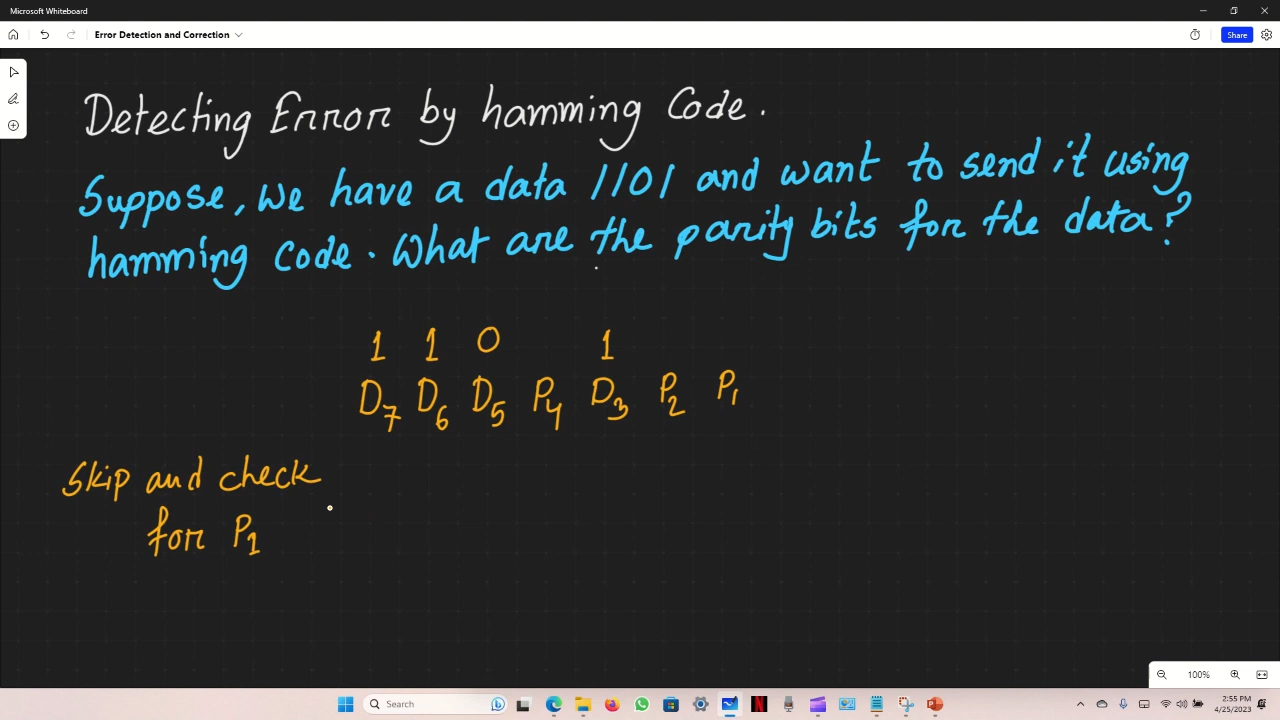 Microsoft Whiteboard
Error Detection and Correction
Share
Detecting Error by hamming Code.
Suppose, we have a data 1101 and want to send it using
hamming code. What are the parity bits for the data?
1 1 0 1
D7 D6 D5 P4 D3 P2 P1
Skip and check
for P1
100%
Search
2:55 PM
4/25/2023